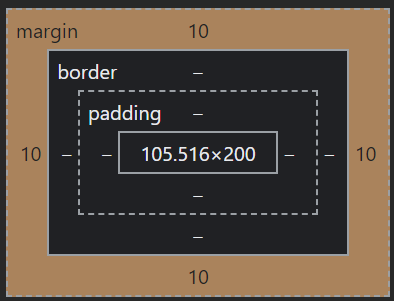 margin 10
border –
padding –
10 – – 105.516×200 – – 10
–
–
10